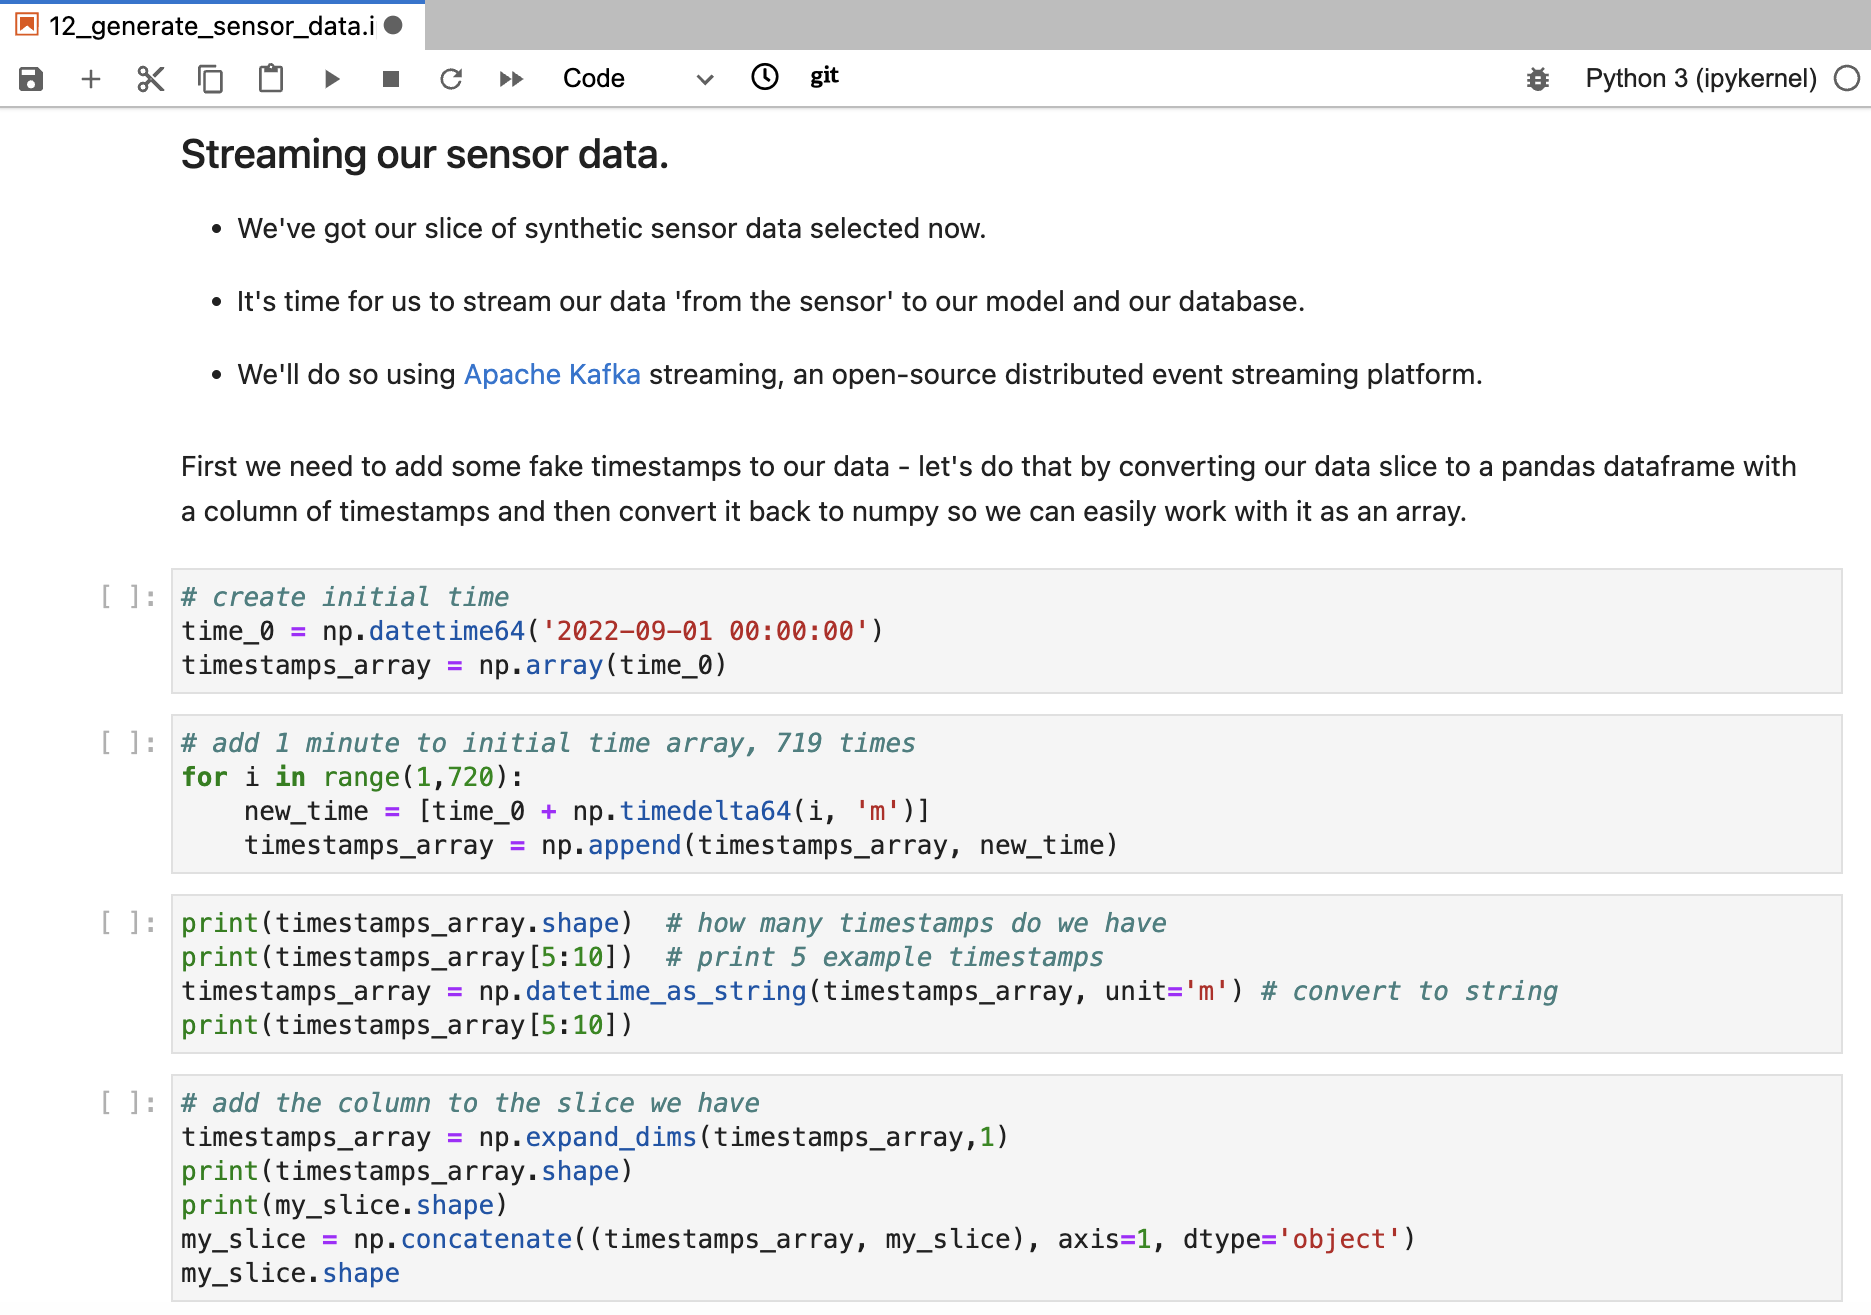 12_generate_sensor_data.i
Code
git
Python 3 (ipykernel)
Streaming our sensor data.
• We've got our slice of synthetic sensor data selected now.
• It's time for us to stream our data 'from the sensor' to our model and our database.
• We'll do so using Apache Kafka streaming, an open-source distributed event streaming platform.
First we need to add some fake timestamps to our data - let's do that by converting our data slice to a pandas dataframe with
a column of timestamps and then convert it back to numpy so we can easily work with it as an array.
[ ]: # create initial time
time_0 = np.datetime64('2022-09-01 00:00:00')
timestamps_array = np.array(time_0)
[ ]: # add 1 minute to initial time array, 719 times
for i in range(1,720):
    new_time = [time_0 + np.timedelta64(i, 'm')]
    timestamps_array = np.append(timestamps_array, new_time)
[ ]: print(timestamps_array.shape)  # how many timestamps do we have
print(timestamps_array[5:10])  # print 5 example timestamps
timestamps_array = np.datetime_as_string(timestamps_array, unit='m') # convert to string
print(timestamps_array[5:10])
[ ]: # add the column to the slice we have
timestamps_array = np.expand_dims(timestamps_array,1)
print(timestamps_array.shape)
print(my_slice.shape)
my_slice = np.concatenate((timestamps_array, my_slice), axis=1, dtype='object')
my_slice.shape